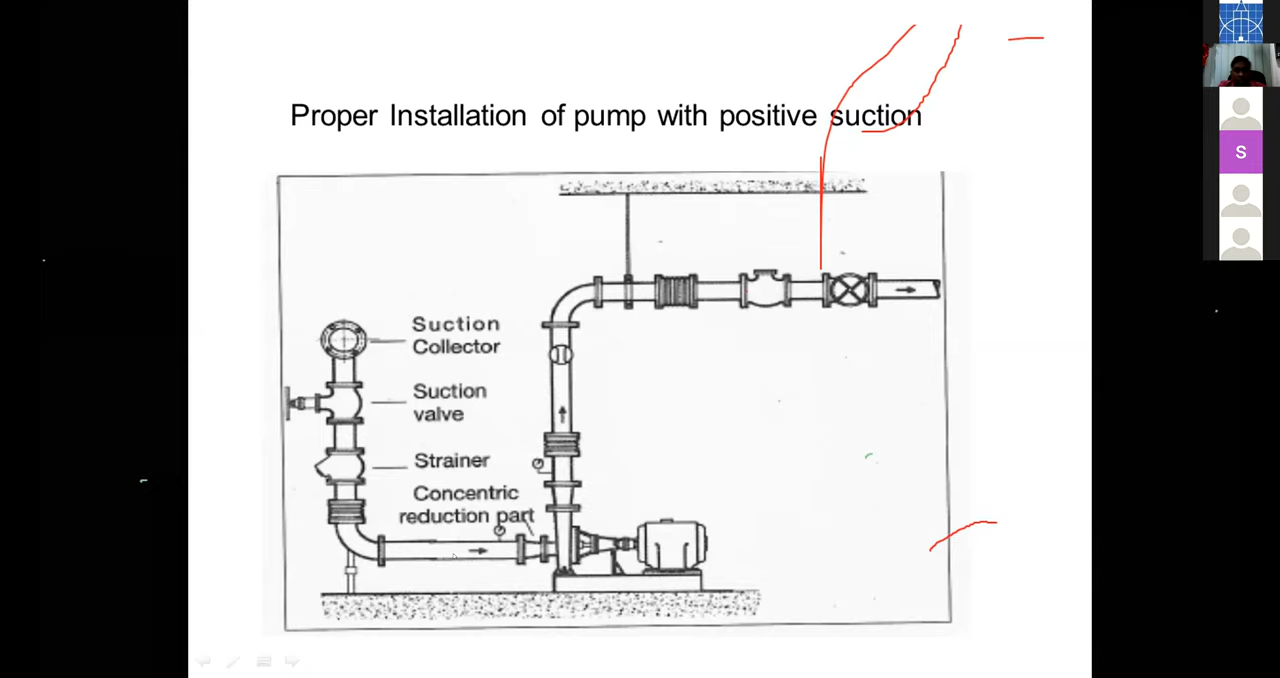 Proper Installation of pump with positive suction
Suction
Collector
Suction
valve
Strainer
Concentric
reduction part
S